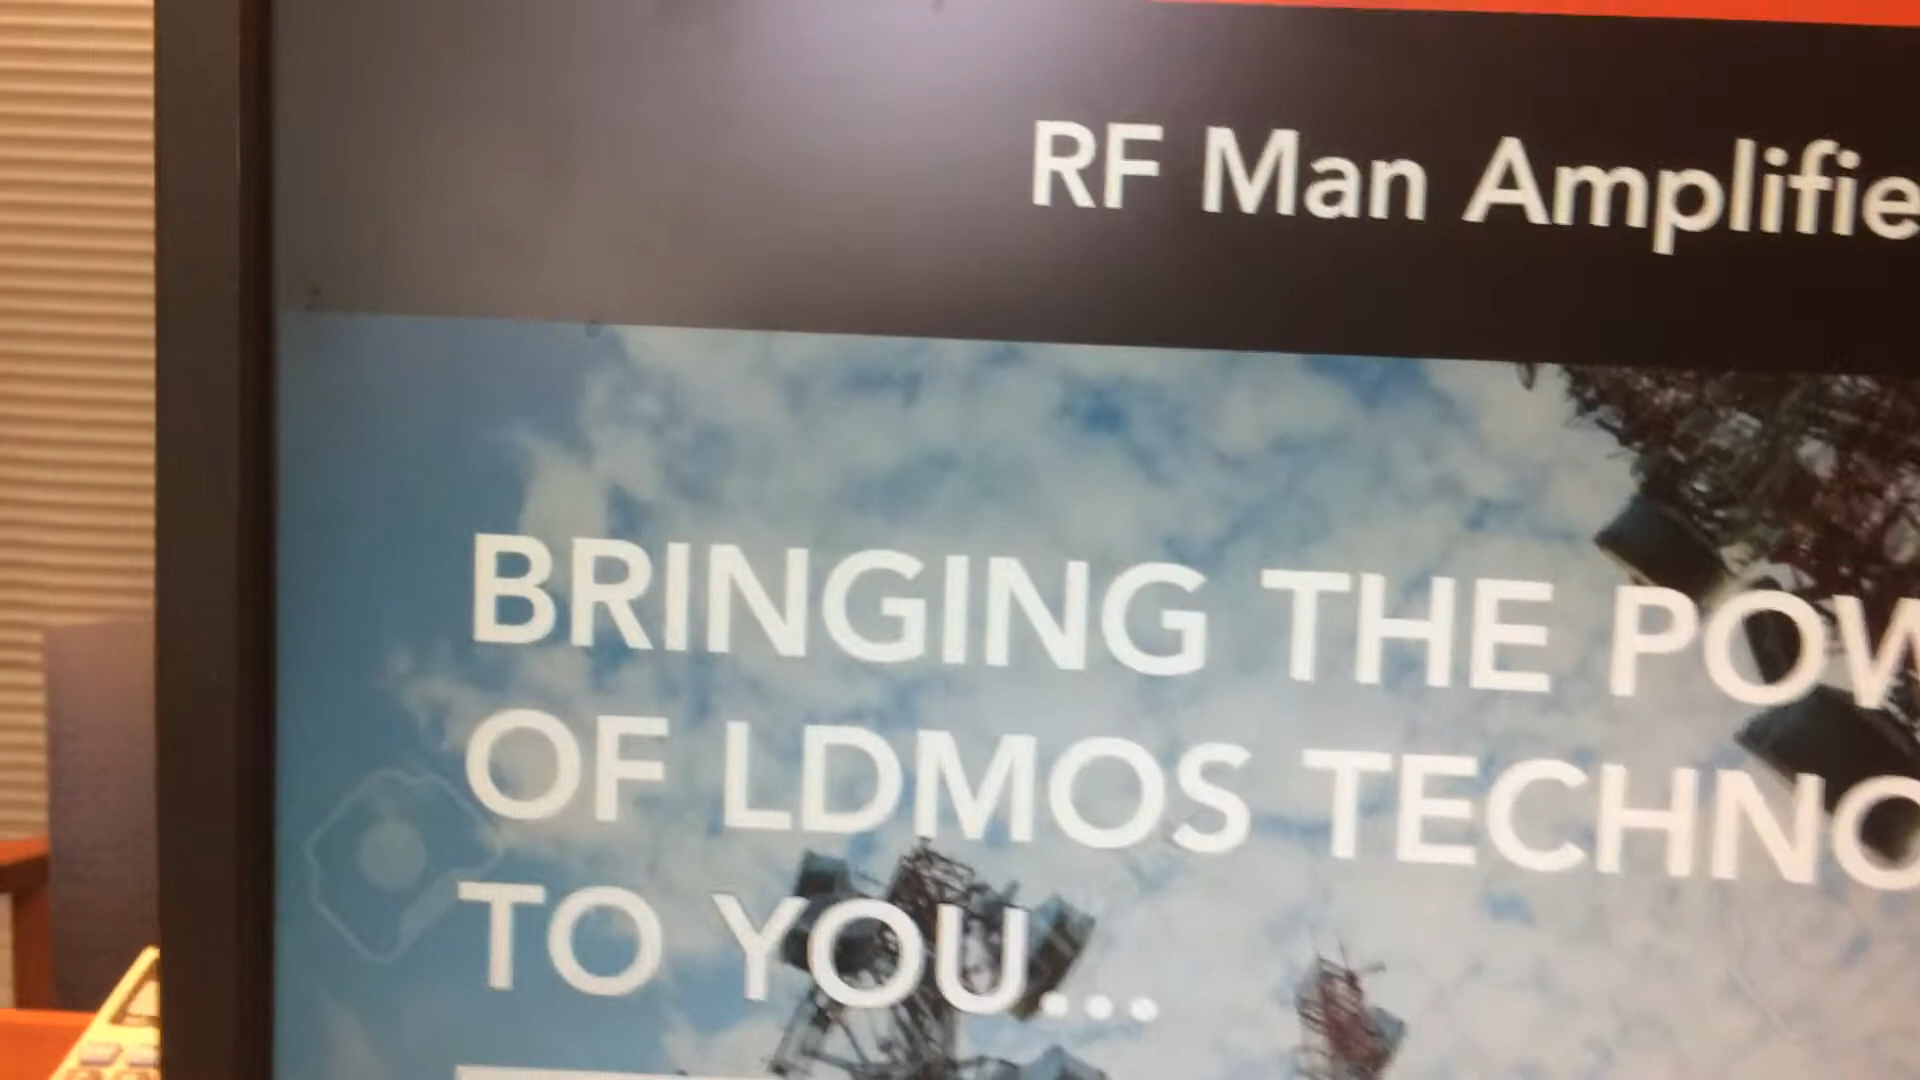 RF Man Amplifie
BRINGING THE POW
OF LDMOS TECHNO
TO YOU...